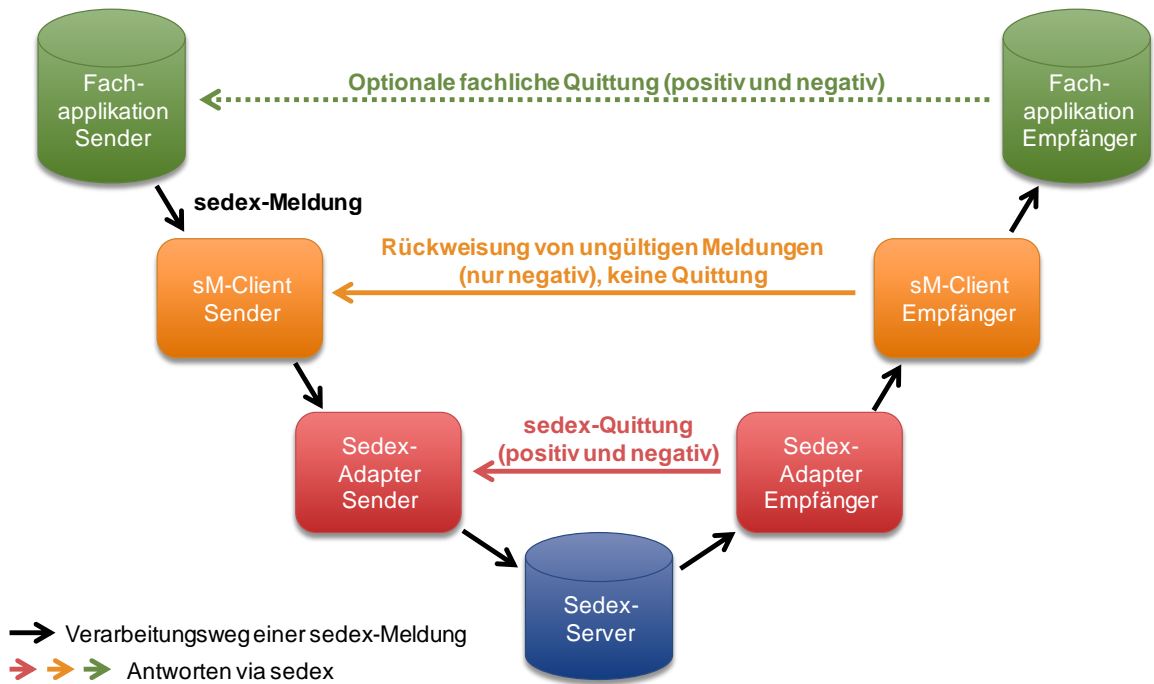 Fach-
applikation
Sender
Optionale fachliche Quittung (positiv und negativ)
Fach-
applikation
Empfänger
sedex-Meldung
sM-Client
Sender
Rückweisung von ungültigen Meldungen
(nur negativ), keine Quittung
sM-Client
Empfänger
Sedex-
Adapter
Sender
sedex-Quittung
(positiv und negativ)
Sedex-
Adapter
Empfänger
Sedex-
Server
Verarbeitungsweg einer sedex-Meldung
Antworten via sedex